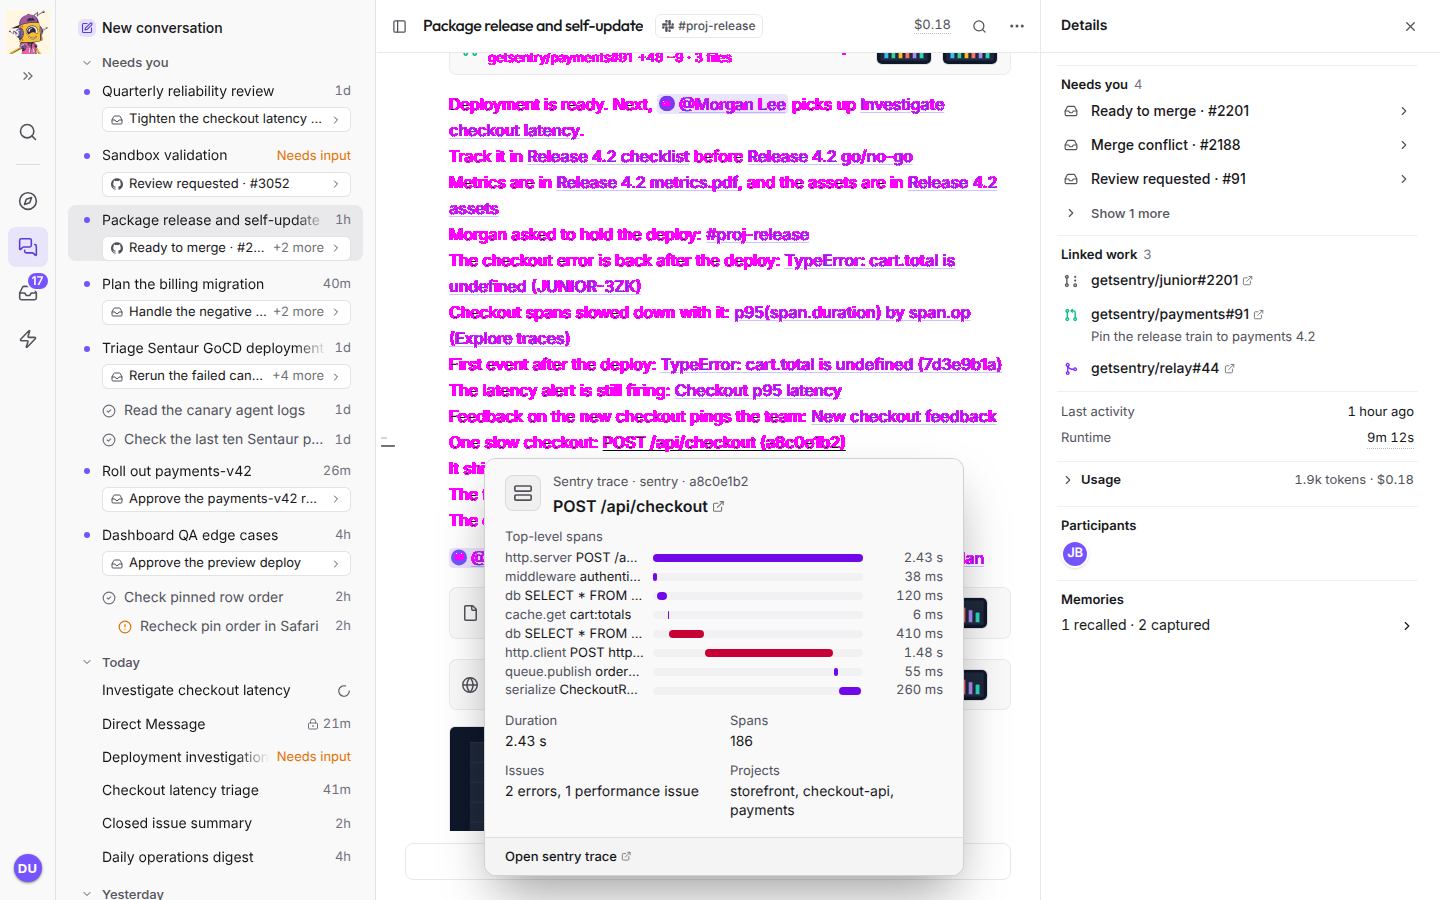 New conversation
Needs you
Quarterly reliability review 1d
Tighten the checkout latency ...
Sandbox validation Needs input
Review requested · #3052
Package release and self-update 1h
Ready to merge · #2... +2 more
Plan the billing migration 40m
Handle the negative ... +2 more
Triage Sentaur GoCD deployment 1d
Rerun the failed can... +4 more
Read the canary agent logs 1d
Check the last ten Sentaur p... 1d
Roll out payments-v42 26m
Approve the payments-v42 r...
Dashboard QA edge cases 4h
Approve the preview deploy
Check pinned row order 2h
Recheck pin order in Safari 2h
Today
Investigate checkout latency
Direct Message 21m
Deployment investigation Needs input
Checkout latency triage 41m
Closed issue summary 2h
Daily operations digest 4h
Yesterday
17
DU
Package release and self-update #proj-release $0.18
getsentry/payments#91 +48 −9 · 3 files
Deployment is ready. Next, @Morgan Lee picks up Investigate
checkout latency.
Track it in Release 4.2 checklist before Release 4.2 go/no-go
Metrics are in Release 4.2 metrics.pdf, and the assets are in Release 4.2
assets
Morgan asked to hold the deploy: #proj-release
The checkout error is back after the deploy: TypeError: cart.total is
undefined (JUNIOR-3ZK)
Checkout spans slowed down with it: p95(span.duration) by span.op
(Explore traces)
First event after the deploy: TypeError: cart.total is undefined (7d3e9b1a)
The latency alert is still firing: Checkout p95 latency
Feedback on the new checkout pings the team: New checkout feedback
One slow checkout: POST /api/checkout (a8c0e1b2)
It shi
The
The
Sentry trace · sentry · a8c0e1b2
POST /api/checkout
Top-level spans
http.server POST /a... 2.43 s
middleware authenti... 38 ms
db SELECT * FROM ... 120 ms
cache.get cart:totals 6 ms
db SELECT * FROM ... 410 ms
http.client POST http... 1.48 s
queue.publish order... 55 ms
serialize CheckoutR... 260 ms
Duration
2.43 s
Spans
186
Issues
2 errors, 1 performance issue
Projects
storefront, checkout-api,
payments
Open sentry trace
Details
Needs you 4
Ready to merge · #2201
Merge conflict · #2188
Review requested · #91
Show 1 more
Linked work 3
getsentry/junior#2201
getsentry/payments#91
Pin the release train to payments 4.2
getsentry/relay#44
Last activity 1 hour ago
Runtime 9m 12s
Usage 1.9k tokens · $0.18
Participants
JB
Memories
1 recalled · 2 captured